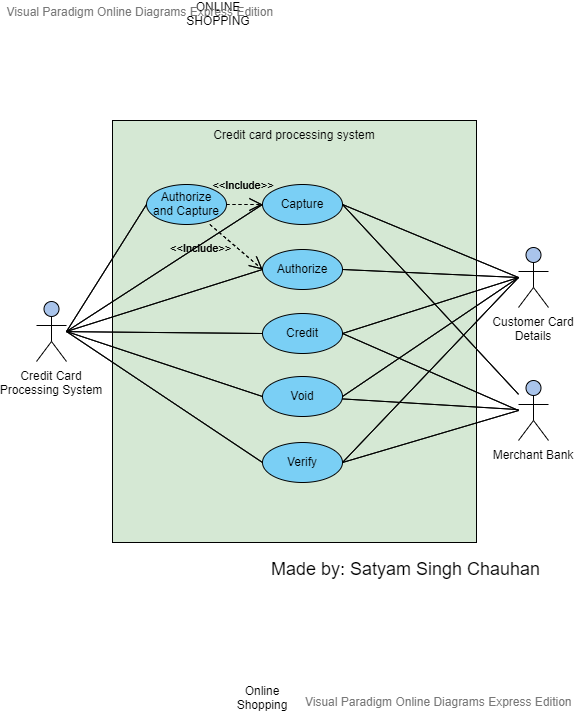 ONLINE
SHOPPING
Visual Paradigm Online Diagrams Express Edition
Credit card processing system
<<Include>>
Authorize
and Capture
Capture
<<Include>>
Authorize
Credit
Void
Verify
Credit Card
Processing System
Customer Card
Details
Merchant Bank
Made by: Satyam Singh Chauhan
Online
Shopping
Visual Paradigm Online Diagrams Express Edition